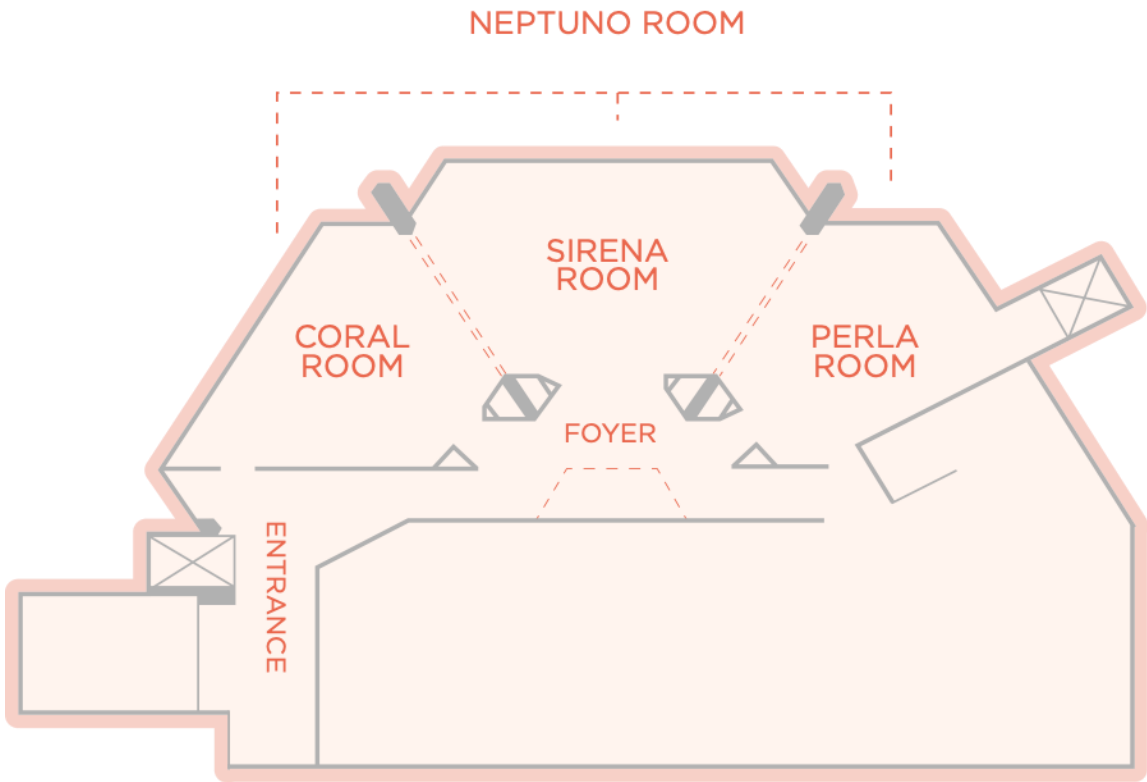 NEPTUNO ROOM
SIRENA
ROOM
CORAL
ROOM
PERLA
ROOM
FOYER
ENTRANCE